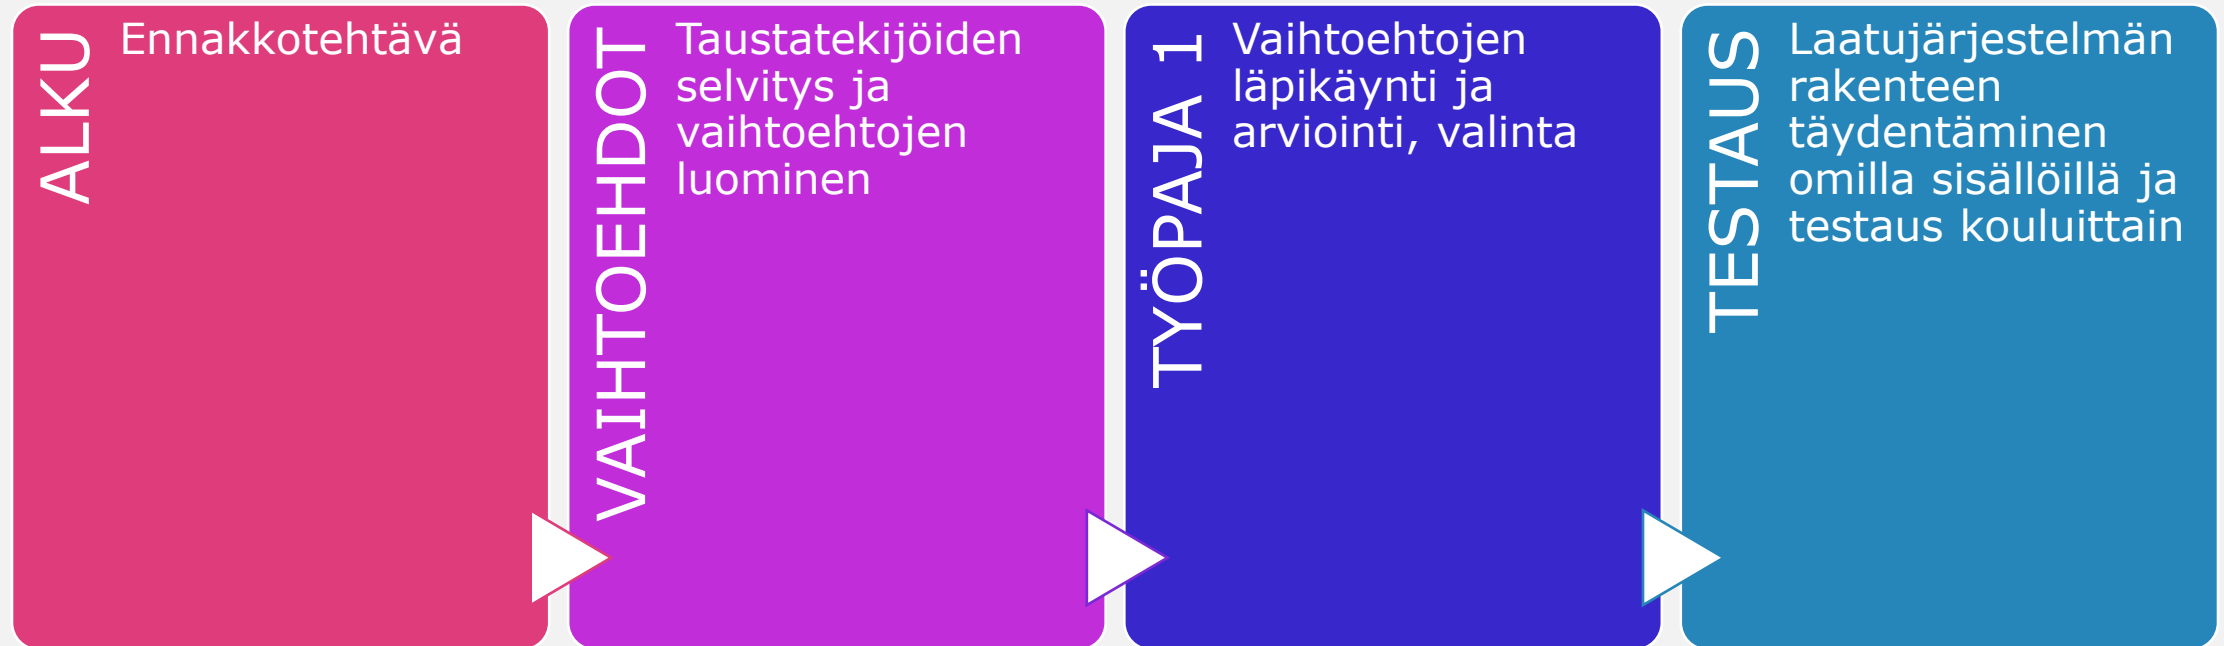 ALKU
Ennakkotehtävä
VAIHTOEHDOT
Taustatekijöiden
selvitys ja
vaihtoehtojen
luominen
TYÖPAJA 1
Vaihtoehtojen
läpikäynti ja
arviointi, valinta
TESTAUS
Laatujärjestelmän
rakenteen
täydentäminen
omilla sisällöillä ja
testaus kouluittain